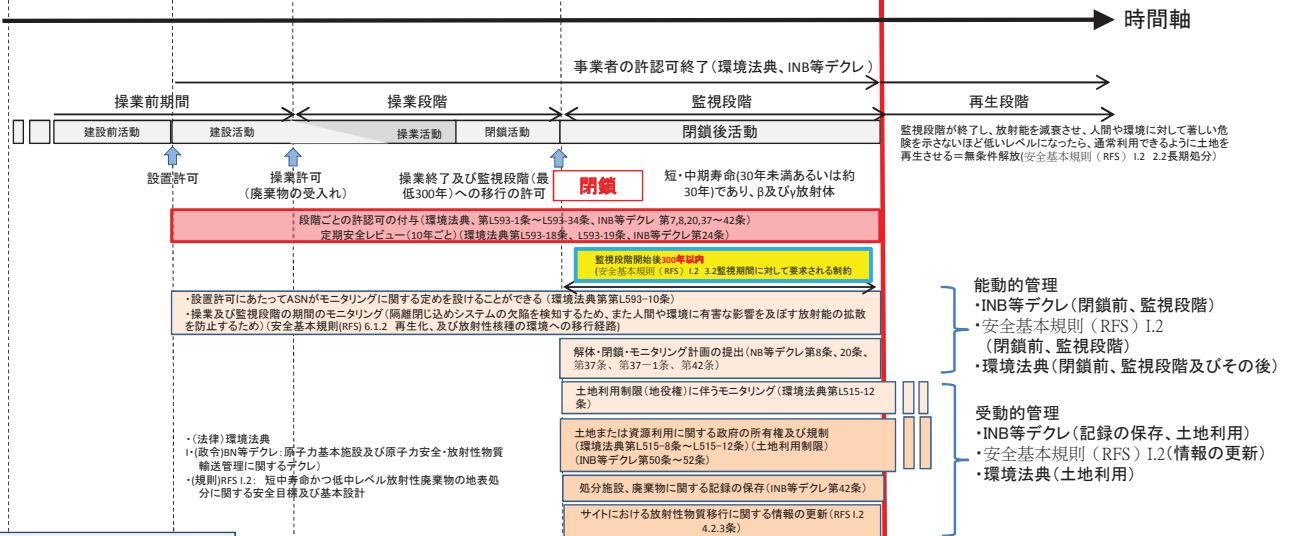 時間軸
事業者の許認可終了(環境法典、INB等デクレ)
操業前期間
操業段階
監視段階
再生段階
建設前活動
建設活動
操業活動
閉鎖活動
閉鎖後活動
監視段階が終了し、放射能を減衰させ、人間や環境に対して著しい危
険を示さないほど低いレベルになったら、通常利用できるように土地を
再生させる＝無条件解放(安全基本規則（RFS）I.2 2.2長期処分)
設置許可
操業許可
(廃棄物の受入れ)
操業終了及び監視段階(最
低300年)への移行の許可
閉鎖
短・中期寿命(30年未満あるいは約
30年)であり、β及びγ放射体
段階ごとの許認可の付与(環境法典、第L593-1条～L593-34条、INB等デクレ 第7,8,20,37～42条)
定期安全レビュー(10年ごと)(環境法典第L593-18条、L593-19条、INB等デクレ第24条)
監視段階開始後300年以内
(安全基本規則（RFS）I.2 3.2監視期間に対して要求される制約
・設置許可にあたってASNがモニタリングに関する定めを設けることができる (環境法典第第L593-10条)
・操業及び監視段階の期間のモニタリング(隔離閉じ込めシステムの欠陥を検知するため、また人間や環境に有害な影響を及ぼす放射能の拡散
を防止するため)(安全基本規則(RFS) 6.1.2 再生化、及び放射性核種の環境への移行経路)
解体・閉鎖・モニタリング計画の提出(NB等デクレ第8条、20条、
第37条、第37－1条、第42条)
土地利用制限(地役権)に伴うモニタリング(環境法典第L515-12
条)
土地または資源利用に関する政府の所有権及び規制
(環境法典第L515-8条～L515-12条)(土地利用制限)
(INB等デクレ第50条～52条)
処分施設、廃棄物に関する記録の保存(INB等デクレ第42条)
サイトにおける放射性物質移行に関する情報の更新(RFS I.2
4.2.3条)
能動的管理
・INB等デクレ(閉鎖前、監視段階)
・安全基本規則（RFS）I.2
(閉鎖前、監視段階)
・環境法典(閉鎖前、監視段階及びその後)
受動的管理
・INB等デクレ(記録の保存、土地利用)
・安全基本規則（RFS）I.2(情報の更新)
・環境法典(土地利用)
・(法律)環境法典
I・(政令)BN等デクレ:原子力基本施設及び原子力安全・放射性物質
輸送管理に関するデクレ)
・(規則)RFS I.2: 短中寿命かつ低中レベル放射性廃棄物の地表処
分に関する安全目標及び基本設計